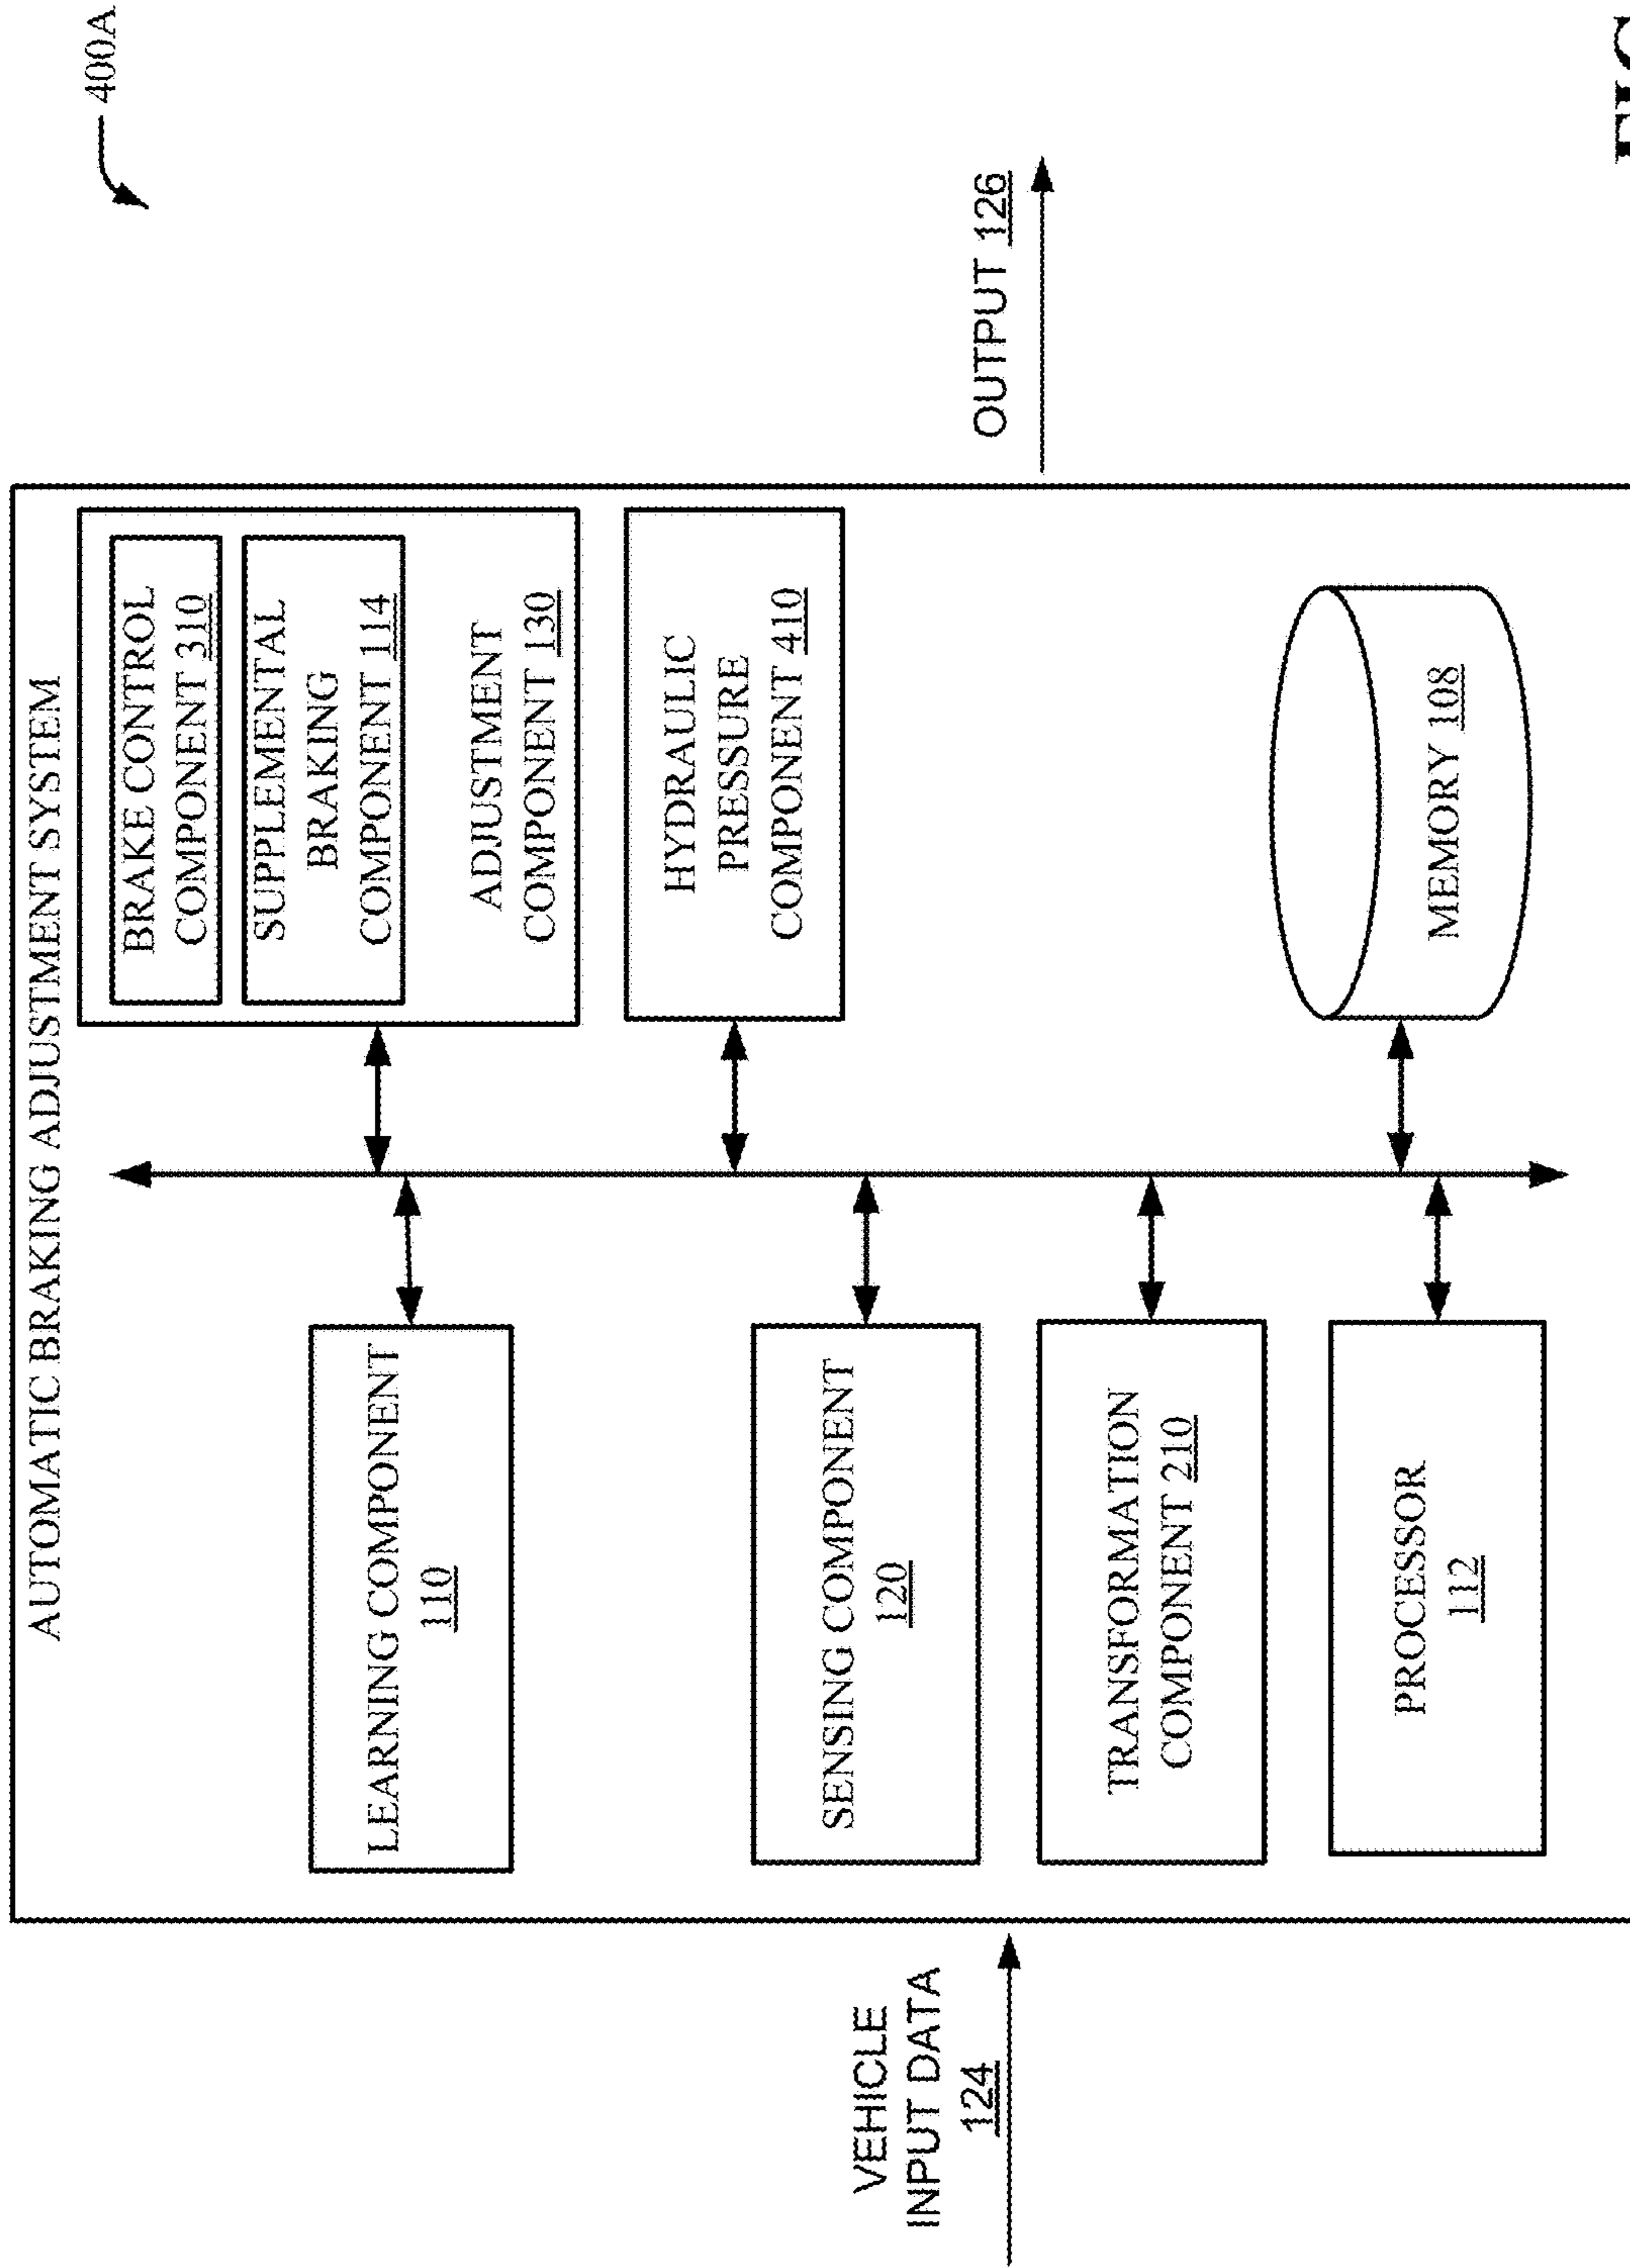 400A
AUTOMATIC BRAKING ADJUSTMENT SYSTEM
BRAKE CONTROL
COMPONENT 310
SUPPLEMENTAL
BRAKING
COMPONENT 114
ADJUSTMENT
COMPONENT 130
LEARNING COMPONENT
110
HYDRAULIC
PRESSURE
COMPONENT 410
VEHICLE
INPUT DATA
124
SENSING COMPONENT
120
OUTPUT 126
TRANSFORMATION
COMPONENT 210
PROCESSOR
112
MEMORY 108